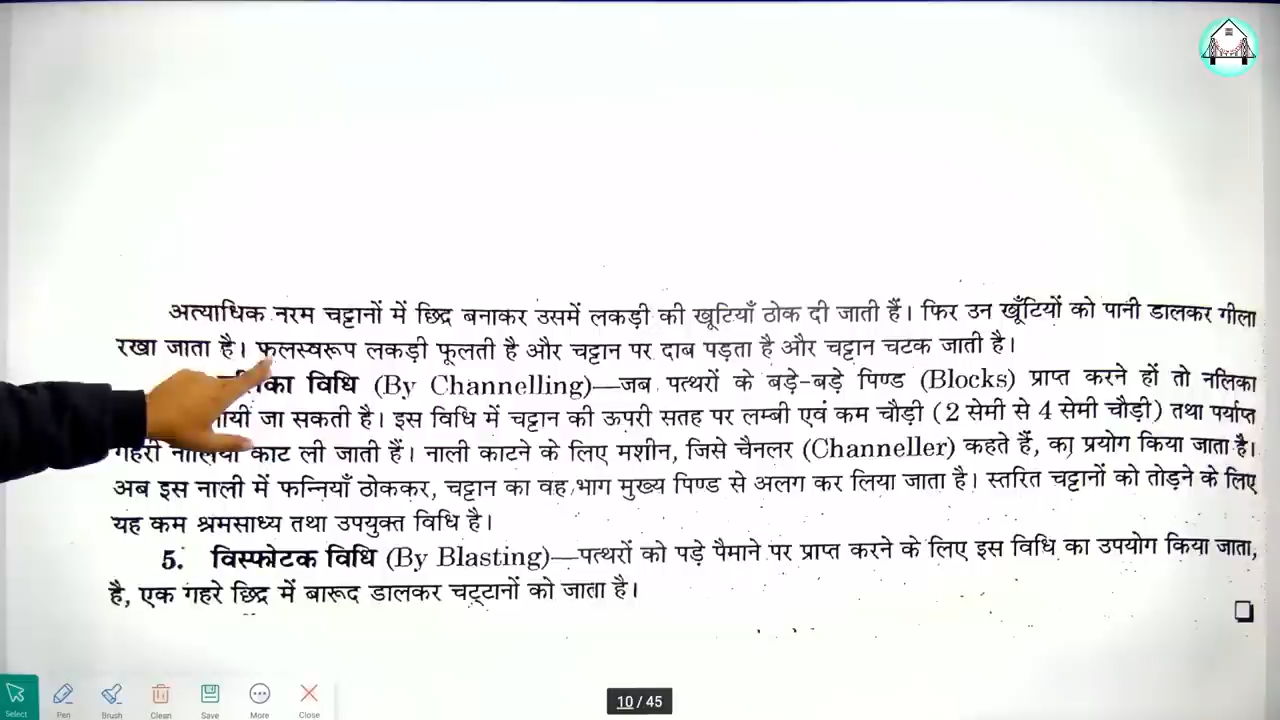 अत्याधिक नरम चट्टानों में छिद्र बनाकर उसमें लकड़ी की खूटियाँ ठोक दी जाती हैं। फिर उन खूँटियों को पानी डालकर गीला
रखा जाता है। फलस्वरूप लकड़ी फूलती है और चट्टान पर दाब पड़ता है और चट्टान चटक जाती है।
विधि (By Channelling)—जब पत्थरों के बड़े-बड़े पिण्ड (Blocks) प्राप्त करने हों तो नलिका
जा सकती है। इस विधि में चट्टान की ऊपरी सतह पर लम्बी एवं कम चौड़ी (2 सेमी से 4 सेमी चौड़ी) तथा पर्याप्त
गहरी नालियाँ काट ली जाती हैं। नाली काटने के लिए मशीन, जिसे चैनलर (Channeller) कहते हैं, का प्रयोग किया जाता है।
अब इस नाली में फन्नियाँ ठोककर, चट्टान का वह भाग मुख्य पिण्ड से अलग कर लिया जाता है। स्तरित चट्टानों को तोड़ने के लिए
यह कम श्रमसाध्य तथा उपयुक्त विधि है।
5. विस्फोटक विधि (By Blasting)—पत्थरों को पड़े पैमाने पर प्राप्त करने के लिए इस विधि का उपयोग किया जाता,
है, एक गहरे छिद्र में बारूद डालकर चट्टानों को जाता है।
Select Pen Brush Clean Save More Close
10 / 45